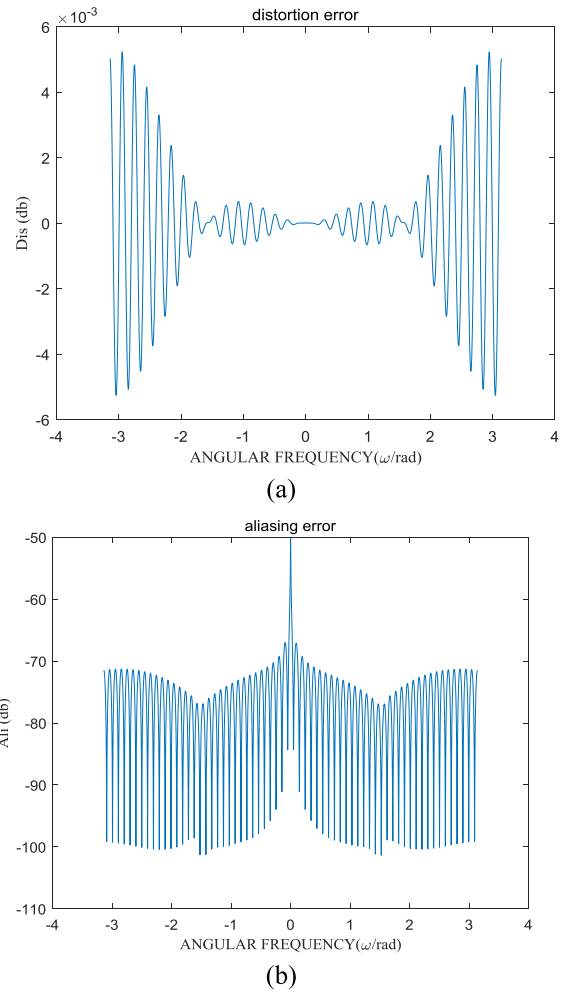 ×10⁻³
distortion error
6
4
2
0
-2
-4
-6
Dis (db)
-4 -3 -2 -1 0 1 2 3 4
ANGULAR FREQUENCY(ω/rad)
(a)
aliasing error
-50
-60
-70
-80
-90
-100
-110
Ali (db)
-4 -3 -2 -1 0 1 2 3 4
ANGULAR FREQUENCY(ω/rad)
(b)